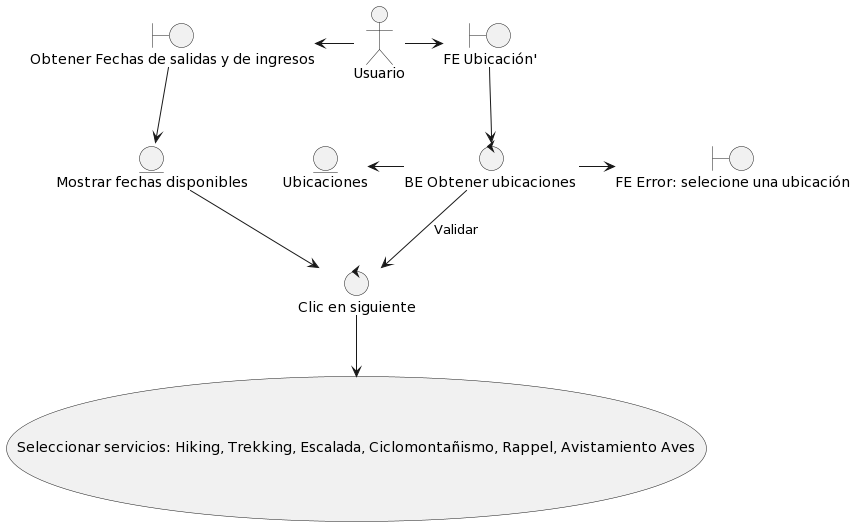 Obtener Fechas de salidas y de ingresos
Usuario
FE Ubicación'
Mostrar fechas disponibles
Ubicaciones
BE Obtener ubicaciones
FE Error: selecione una ubicación
Validar
Clic en siguiente
Seleccionar servicios: Hiking, Trekking, Escalada, Ciclomontañismo, Rappel, Avistamiento Aves